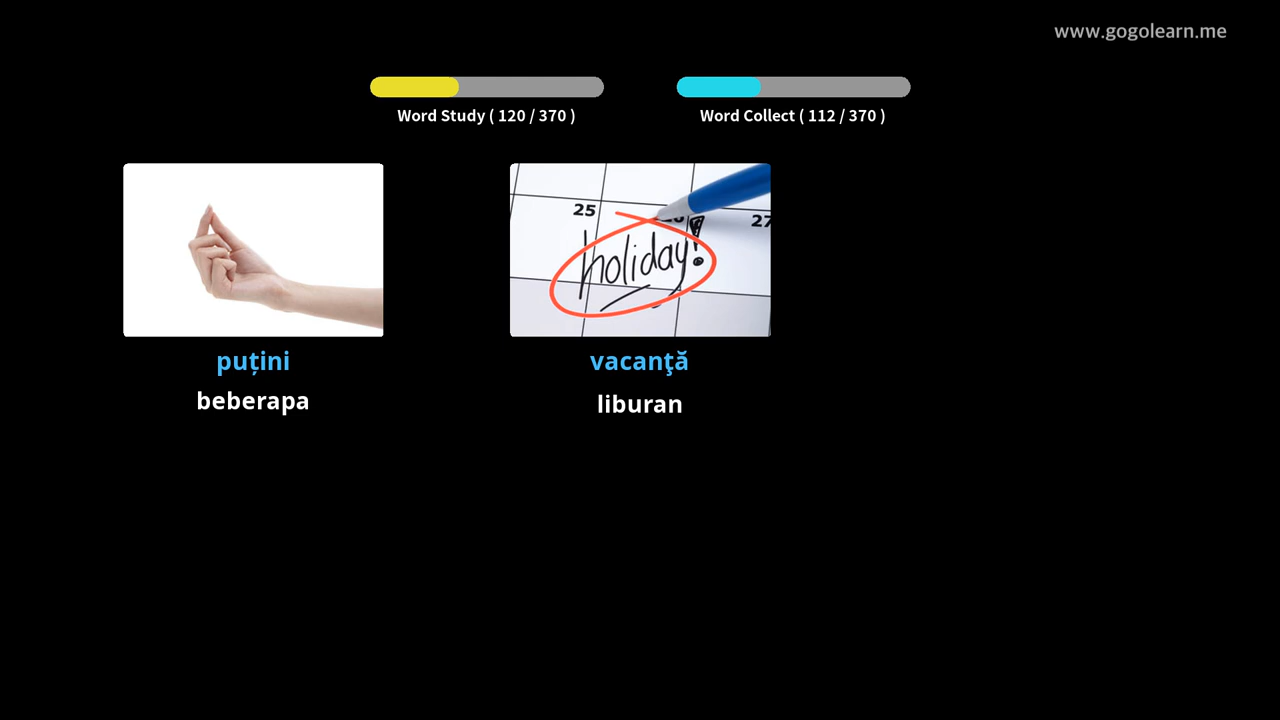 www.gogolearn.me
Word Study ( 120 / 370 )
Word Collect ( 112 / 370 )
25
27
holiday!
puțini
vacanţă
beberapa
liburan